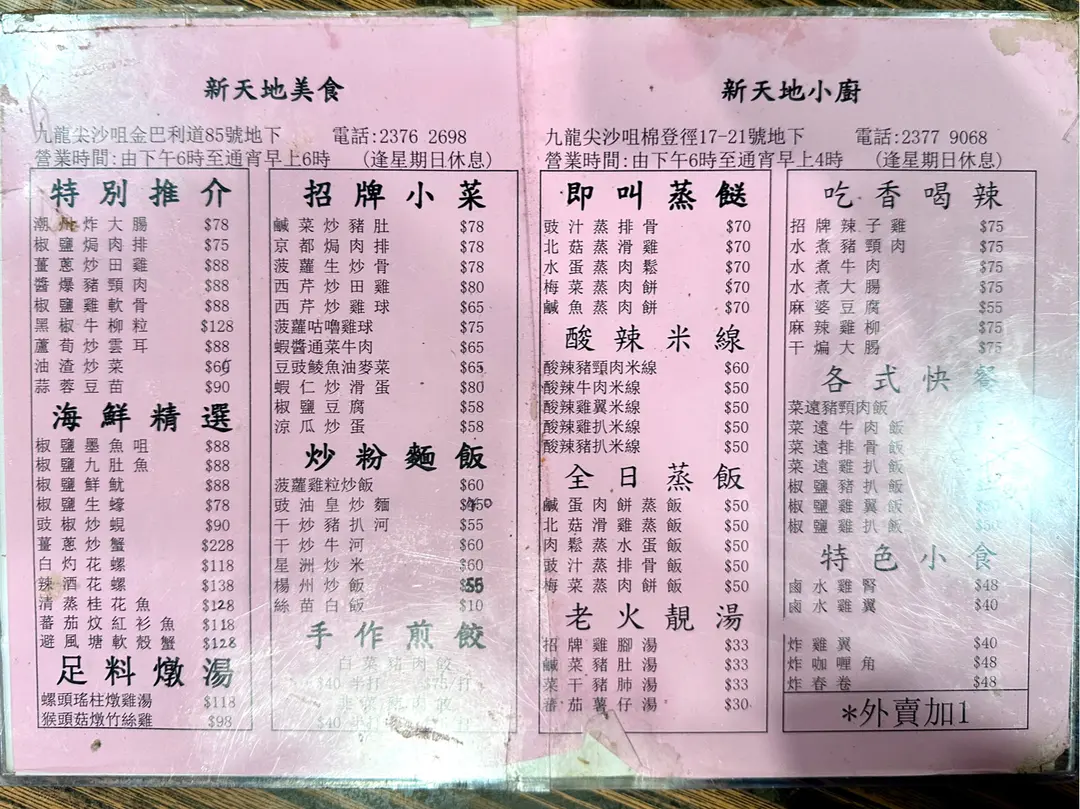 新天地美食
九龍尖沙咀金巴利道85號地下 電話:2376 2698
營業時間:由下午6時至通宵早上6時 (逢星期日休息)
特別推介
潮州炸大腸 $78
椒鹽焗肉排 $75
薑蔥炒田雞 $88
醬爆豬頸肉 $88
椒鹽雞軟骨 $88
黑椒牛柳粒 $128
蘆荀炒雲耳 $88
油渣炒菜
蒜蓉豆苗 $90
海鮮精選
椒鹽墨魚咀 $88
椒鹽九肚魚 $88
椒鹽鮮魷 $88
椒鹽生蠔 $78
豉椒炒蜆 $90
薑蔥炒蟹 $228
白灼花螺 $118
辣酒花螺 $138
清蒸桂花魚 $128
蕃茄炆紅衫魚 $118
避風塘軟殼蟹 $128
足料燉湯
螺頭瑤柱燉雞湯 $118
猴頭菇燉竹絲雞 $98
招牌小菜
鹹菜炒豬肚 $78
京都焗肉排 $78
菠蘿生炒骨 $78
西芹炒田雞 $80
西芹炒雞球 $65
菠蘿咕嚕雞球 $75
蝦醬通菜牛肉 $65
豆豉鯪魚油麥菜 $65
蝦仁炒滑蛋 $80
椒鹽豆腐 $58
涼瓜炒蛋 $58
炒粉麵飯
菠蘿雞粒炒飯 $60
豉油皇炒麵
干炒豬扒河 $55
干炒牛河 $60
星洲炒米 $60
楊州炒飯 $55
絲苗白飯 $10
手作煎餃
白菜豬肉餃
$40 半打 $75/打
$40 半打 打
新天地小廚
九龍尖沙咀棉登徑17-21號地下 電話:2377 9068
營業時間:由下午6時至通宵早上4時 (逢星期日休息)
即叫蒸餸
豉汁蒸排骨 $70
北菇蒸滑雞 $70
水蛋蒸肉鬆 $70
梅菜蒸肉餅 $70
鹹魚蒸肉餅 $70
酸辣米線
酸辣豬頸肉米線 $60
酸辣牛肉米線 $50
酸辣雞翼米線 $50
酸辣雞扒米線 $50
酸辣豬扒米線 $50
全日蒸飯
鹹蛋肉餅蒸飯 $50
北菇滑雞蒸飯 $50
肉鬆蒸水蛋飯 $50
豉汁蒸排骨飯 $50
梅菜蒸肉餅飯 $50
老火靚湯
招牌雞腳湯 $33
鹹菜豬肚湯 $33
菜干豬肺湯 $33
蕃茄薯仔湯 $30
吃香喝辣
招牌辣子雞 $75
水煮豬頸肉 $75
水煮牛肉 $75
水煮大腸 $75
麻婆豆腐 $55
麻辣雞柳 $75
干煸大腸 $75
各式快餐
菜遠豬頸肉飯
菜遠牛肉飯
菜遠排骨飯
菜遠雞扒飯
椒鹽豬扒飯
椒鹽雞翼飯
椒鹽雞扒飯
特色小食
鹵水雞腎 $48
鹵水雞翼 $40
炸雞翼 $40
炸咖喱角 $48
炸春卷 $48
*外賣加1